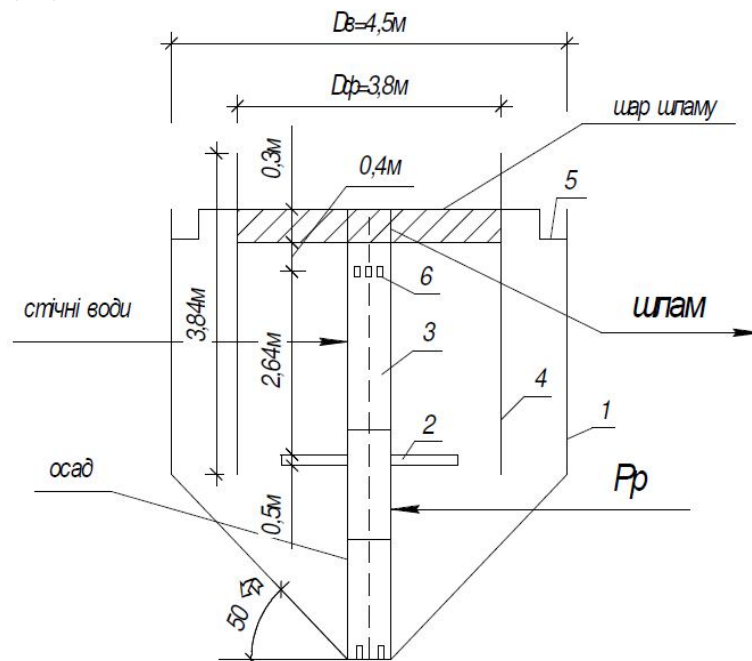 Dв=4,5м
Dф=3,8м
шар шламу
0,3м
0,4м
5
6
стічні води
шлам
3,84м
2,64м
3
4
1
2
осад
Рр
0,5м
50